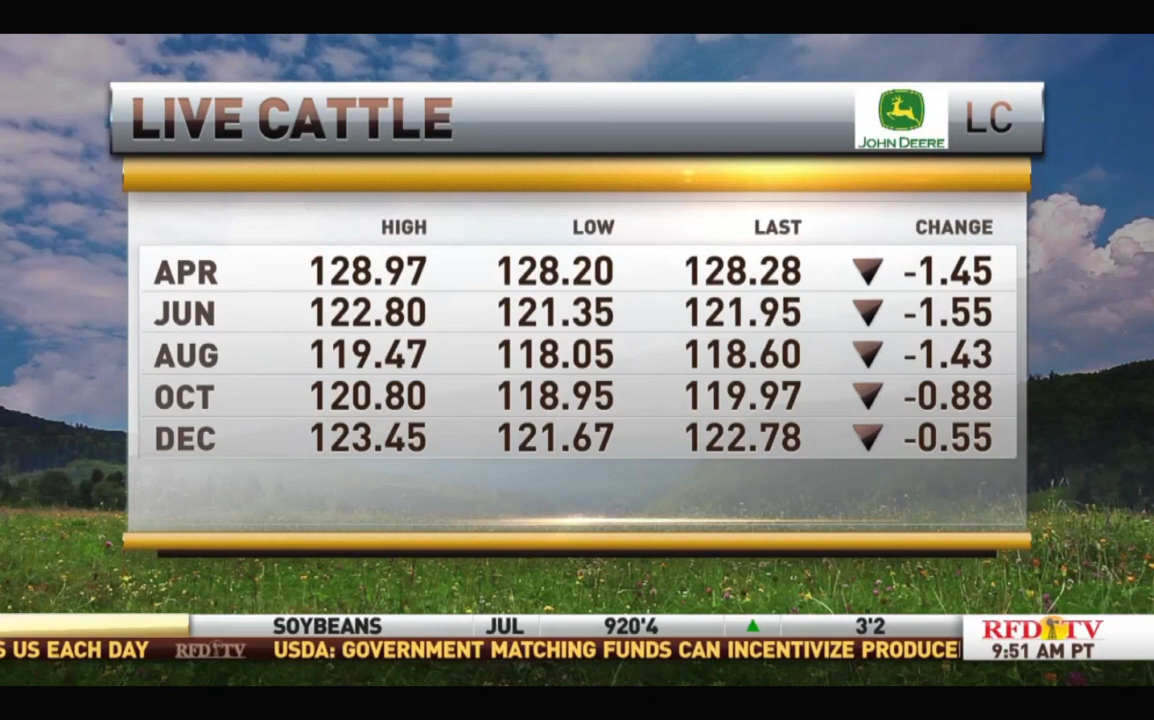 LIVE CATTLE
JOHN DEERE
LC
HIGH LOW LAST CHANGE
APR 128.97 128.20 128.28 ▼ -1.45
JUN 122.80 121.35 121.95 ▼ -1.55
AUG 119.47 118.05 118.60 ▼ -1.43
OCT 120.80 118.95 119.97 ▼ -0.88
DEC 123.45 121.67 122.78 ▼ -0.55
SOYBEANS JUL 920'4 ▲ 3'2
RFD TV
S US EACH DAY RFD TV USDA: GOVERNMENT MATCHING FUNDS CAN INCENTIVIZE PRODUCE
9:51 AM PT